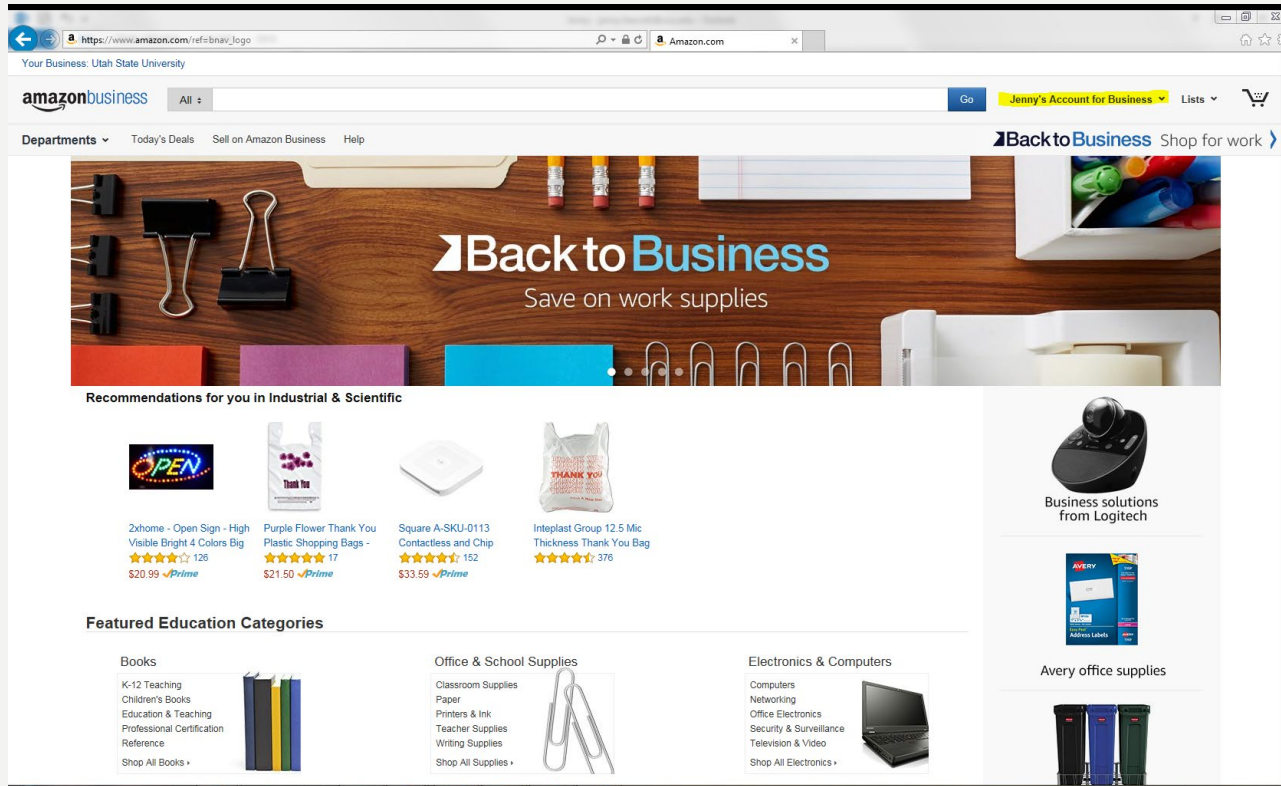 https://www.amazon.com/ref=bnav_logo
Amazon.com
Your Business: Utah State University
amazonbusiness
All
Go
Jenny's Account for Business
Lists
Departments
Today's Deals
Sell on Amazon Business
Help
Back to Business Shop for work
Back to Business
Save on work supplies
Recommendations for you in Industrial & Scientific
OPEN
Thank You
THANK YOU
2xhome - Open Sign - High
Visible Bright 4 Colors Big
126
$20.99 Prime
Purple Flower Thank You
Plastic Shopping Bags -
17
$21.50 Prime
Square A-SKU-0113
Contactless and Chip
152
$33.59 Prime
Inteplast Group 12.5 Mic
Thickness Thank You Bag
376
Business solutions
from Logitech
AVERY
Address Labels
Avery office supplies
Featured Education Categories
Books
K-12 Teaching
Children's Books
Education & Teaching
Professional Certification
Reference
Shop All Books ›
Office & School Supplies
Classroom Supplies
Paper
Printers & Ink
Teacher Supplies
Writing Supplies
Shop All Supplies ›
Electronics & Computers
Computers
Networking
Office Electronics
Security & Surveillance
Television & Video
Shop All Electronics ›